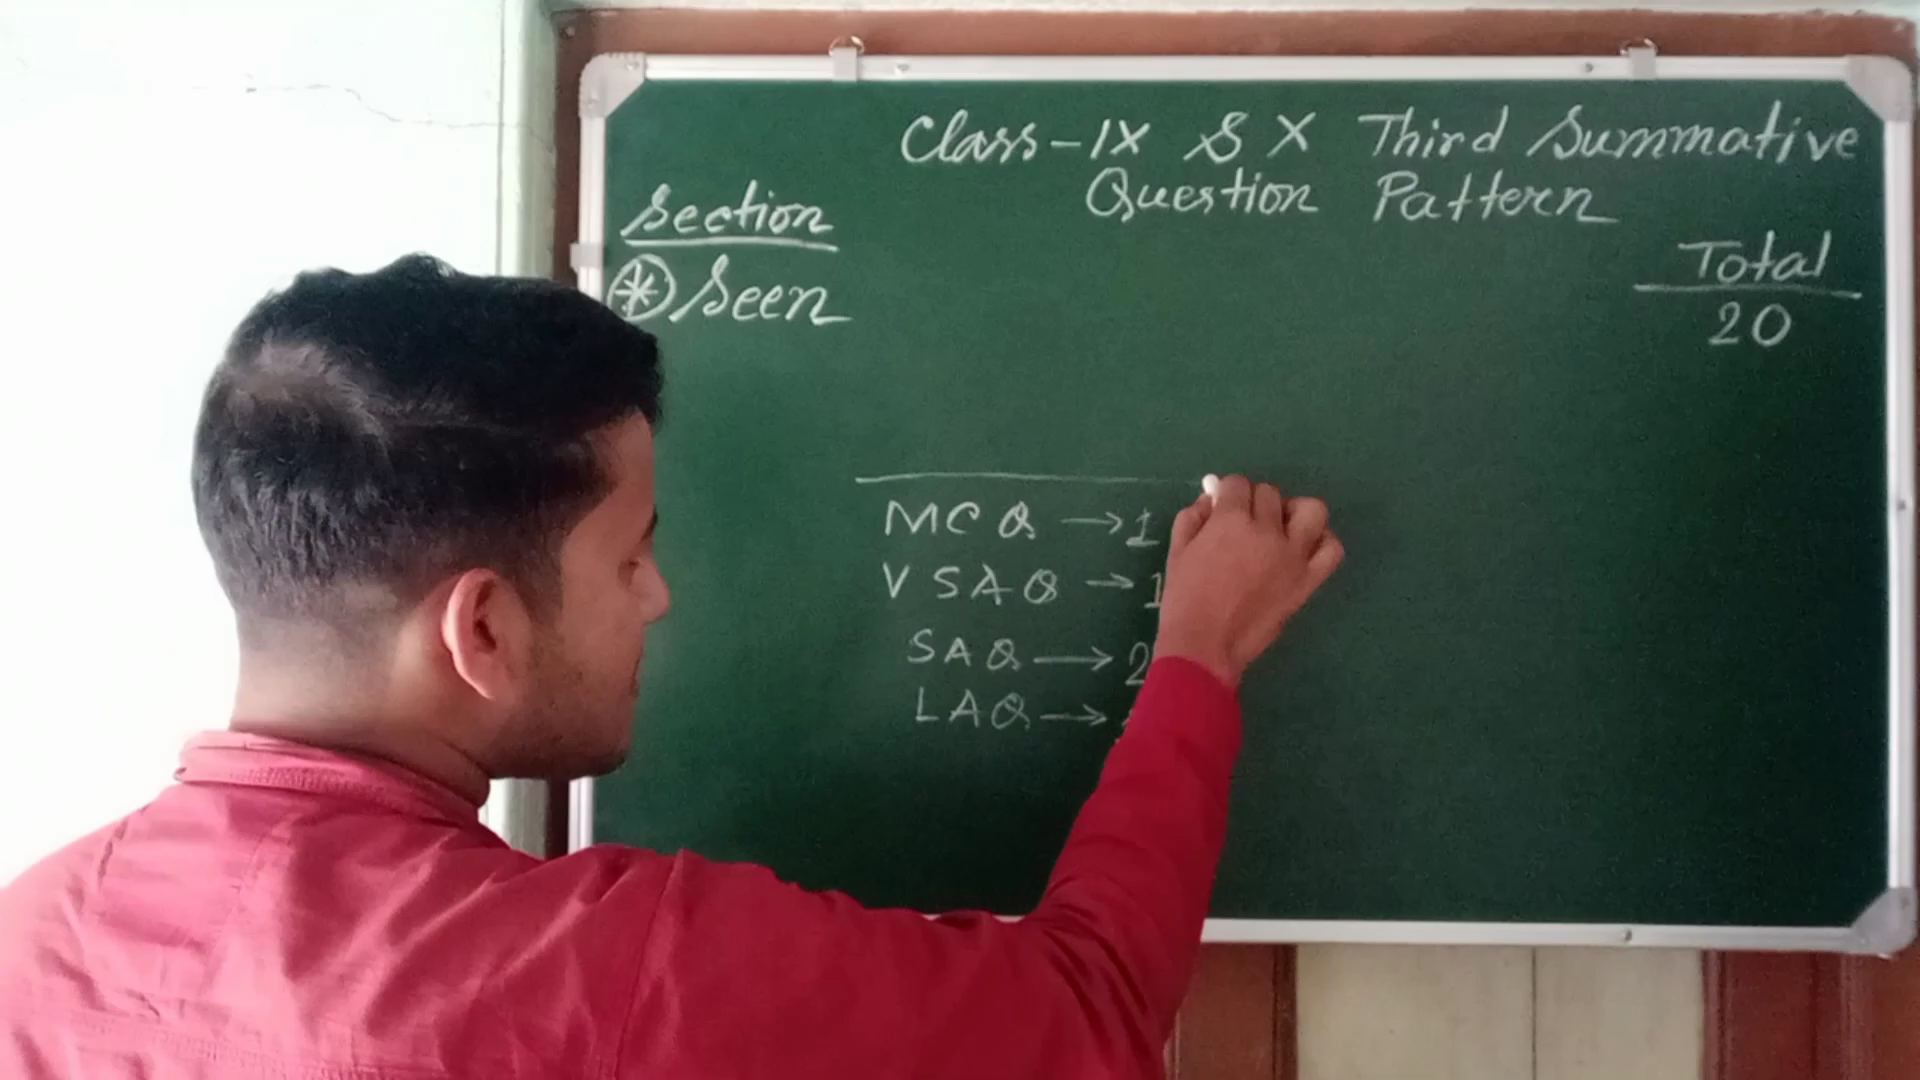 Class-IX & X Third Summative
Question Pattern
Section
Total
Seen
20
MCQ → 1
VSAQ → 1
SAQ → 2
LAQ →